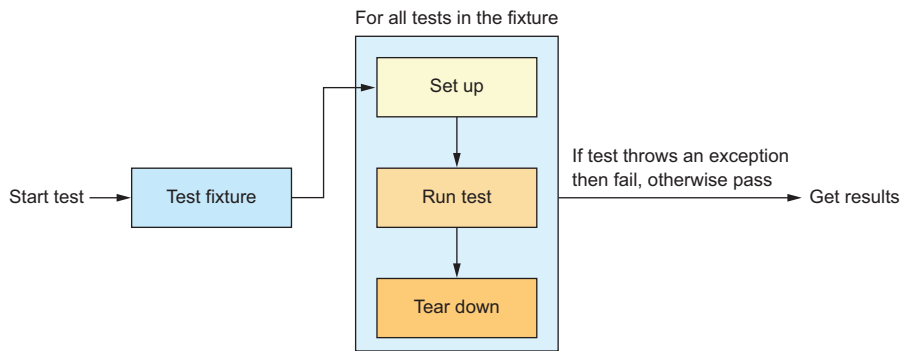 For all tests in the fixture
Set up
If test throws an exception
then fail, otherwise pass
Start test
Test fixture
Run test
Get results
Tear down